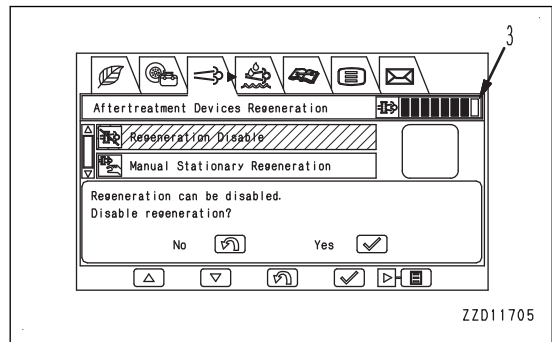 3
Aftertreatment Devices Regeneration
Regeneration Disable
Manual Stationary Regeneration
Regeneration can be disabled.
Disable regeneration?
No Yes
ZZD11705